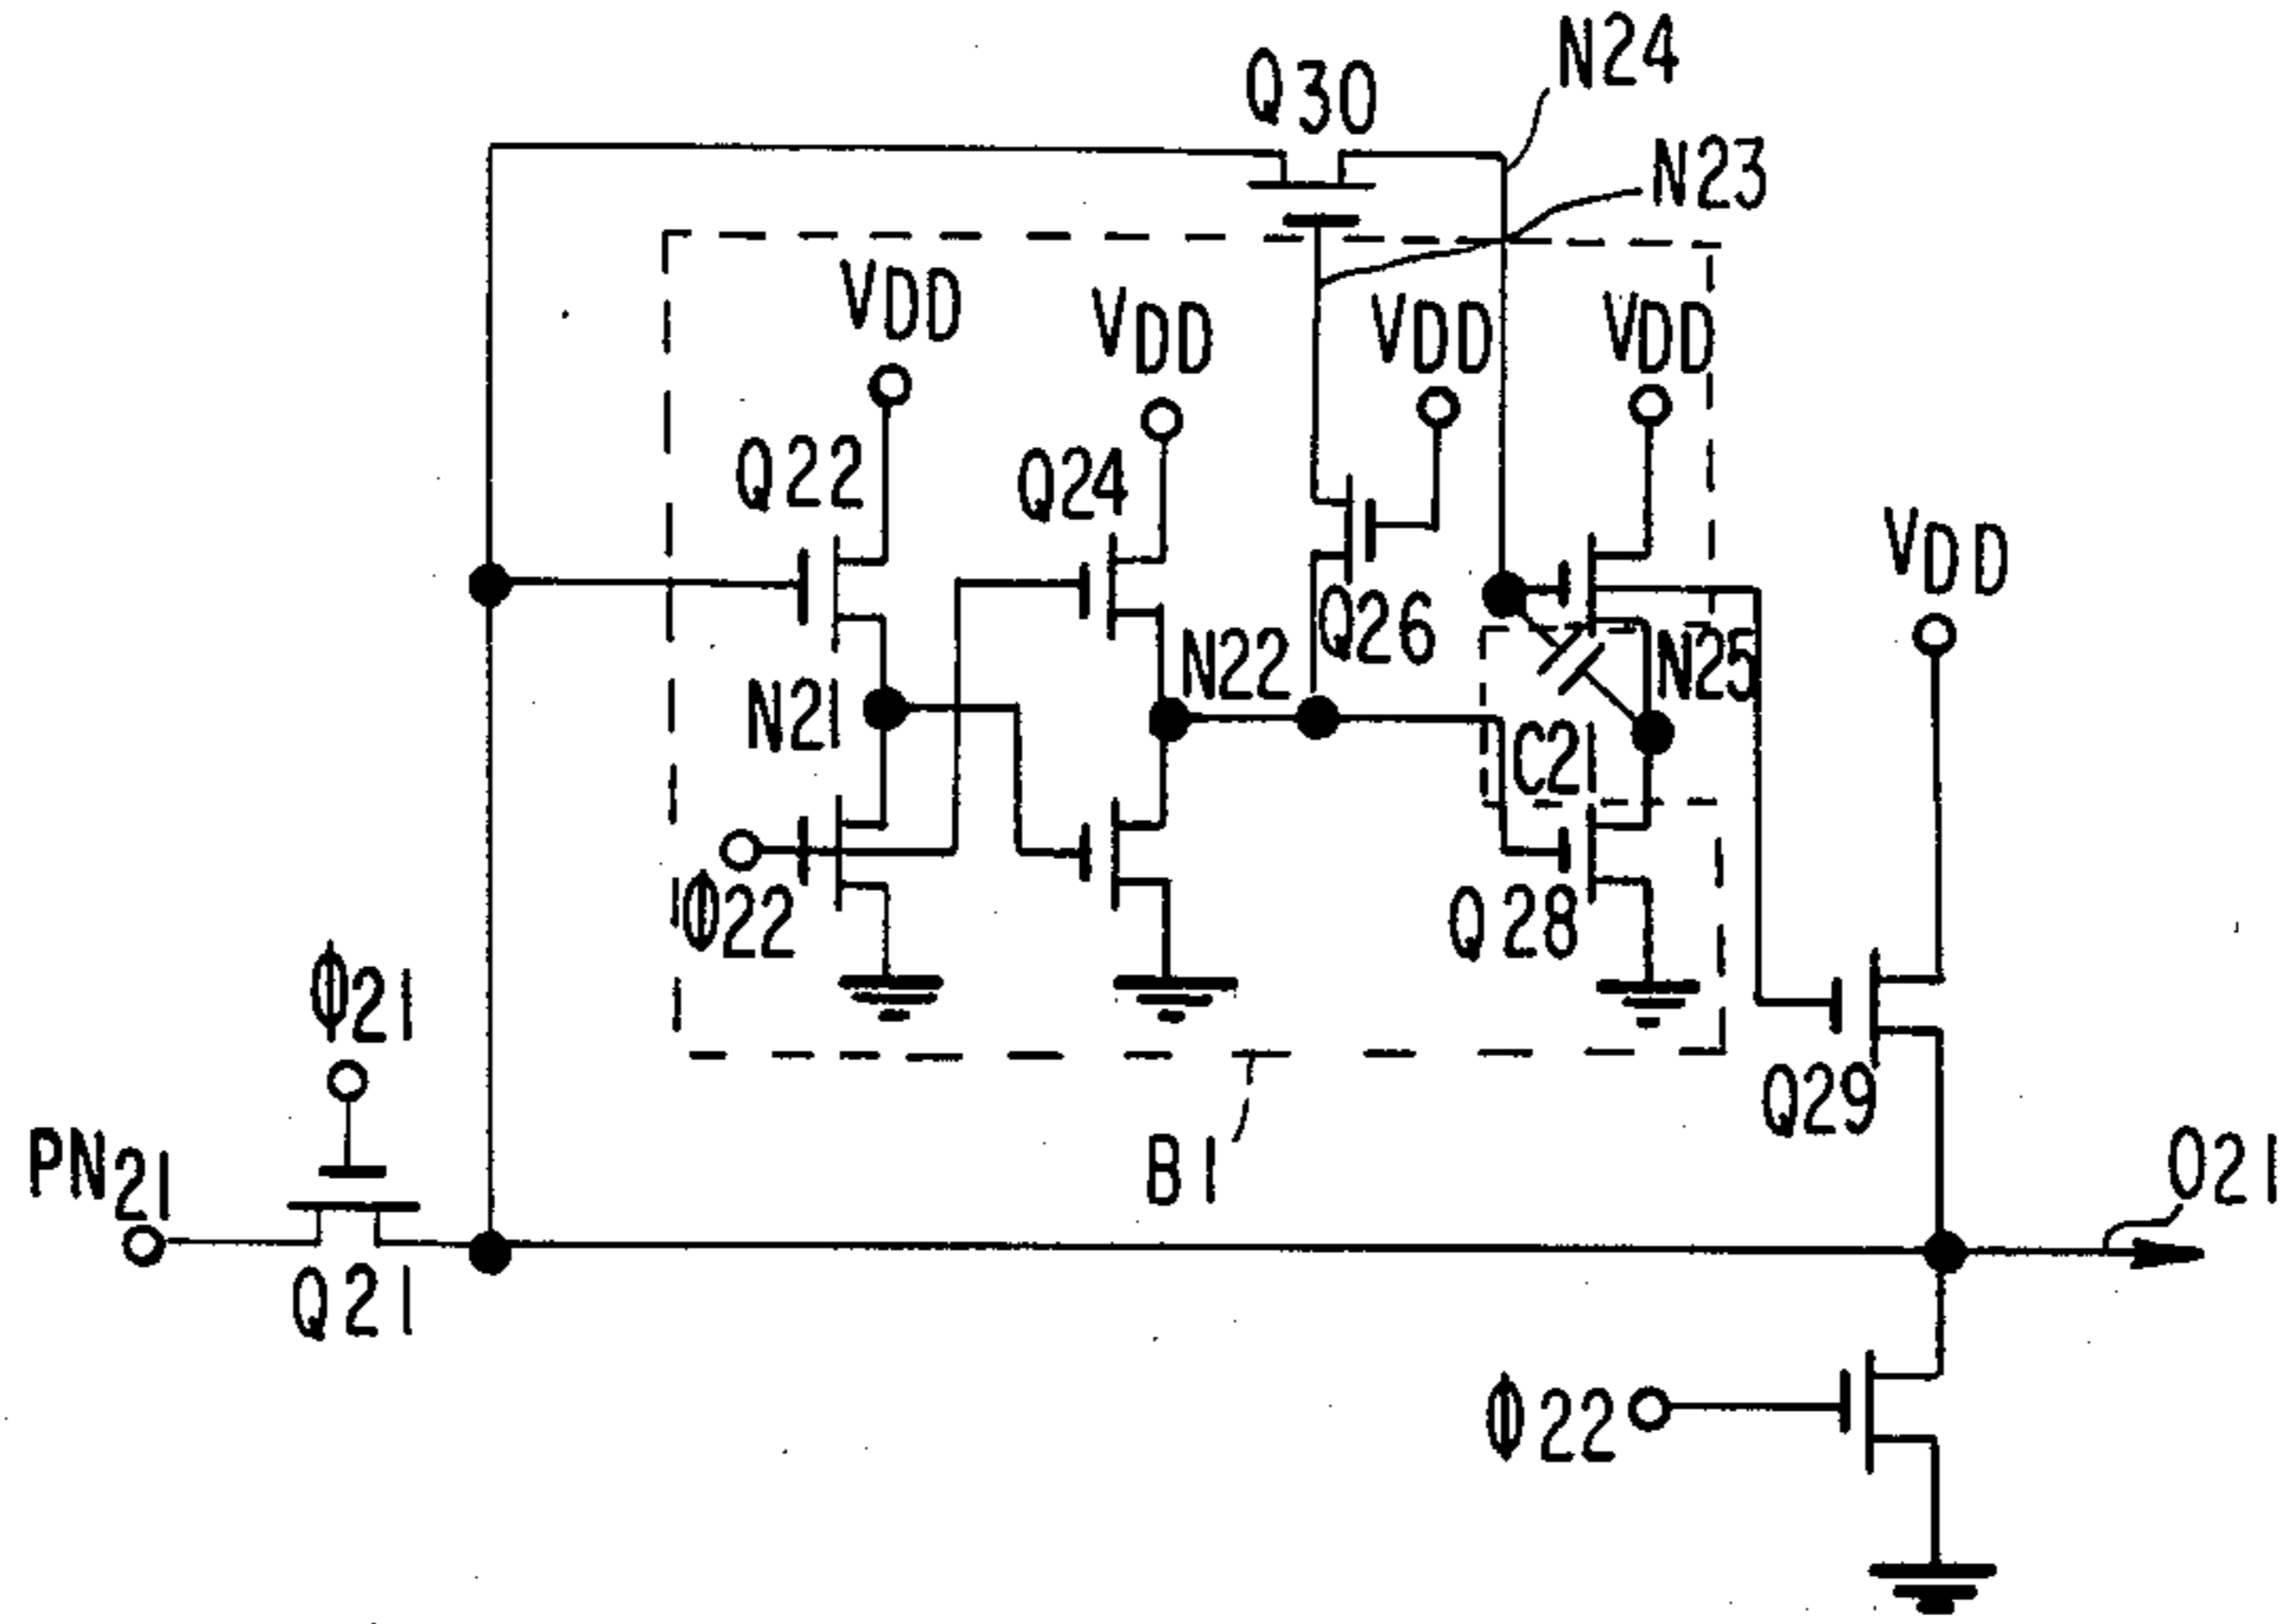 N24
Q30
N23
VDD
VDD
VDD
VDD
Q22
Q24
VDD
Q26
N22
N25
N21
C21
Φ22
Q28
Φ21
Q29
PN21
B1
O21
Q21
Φ22